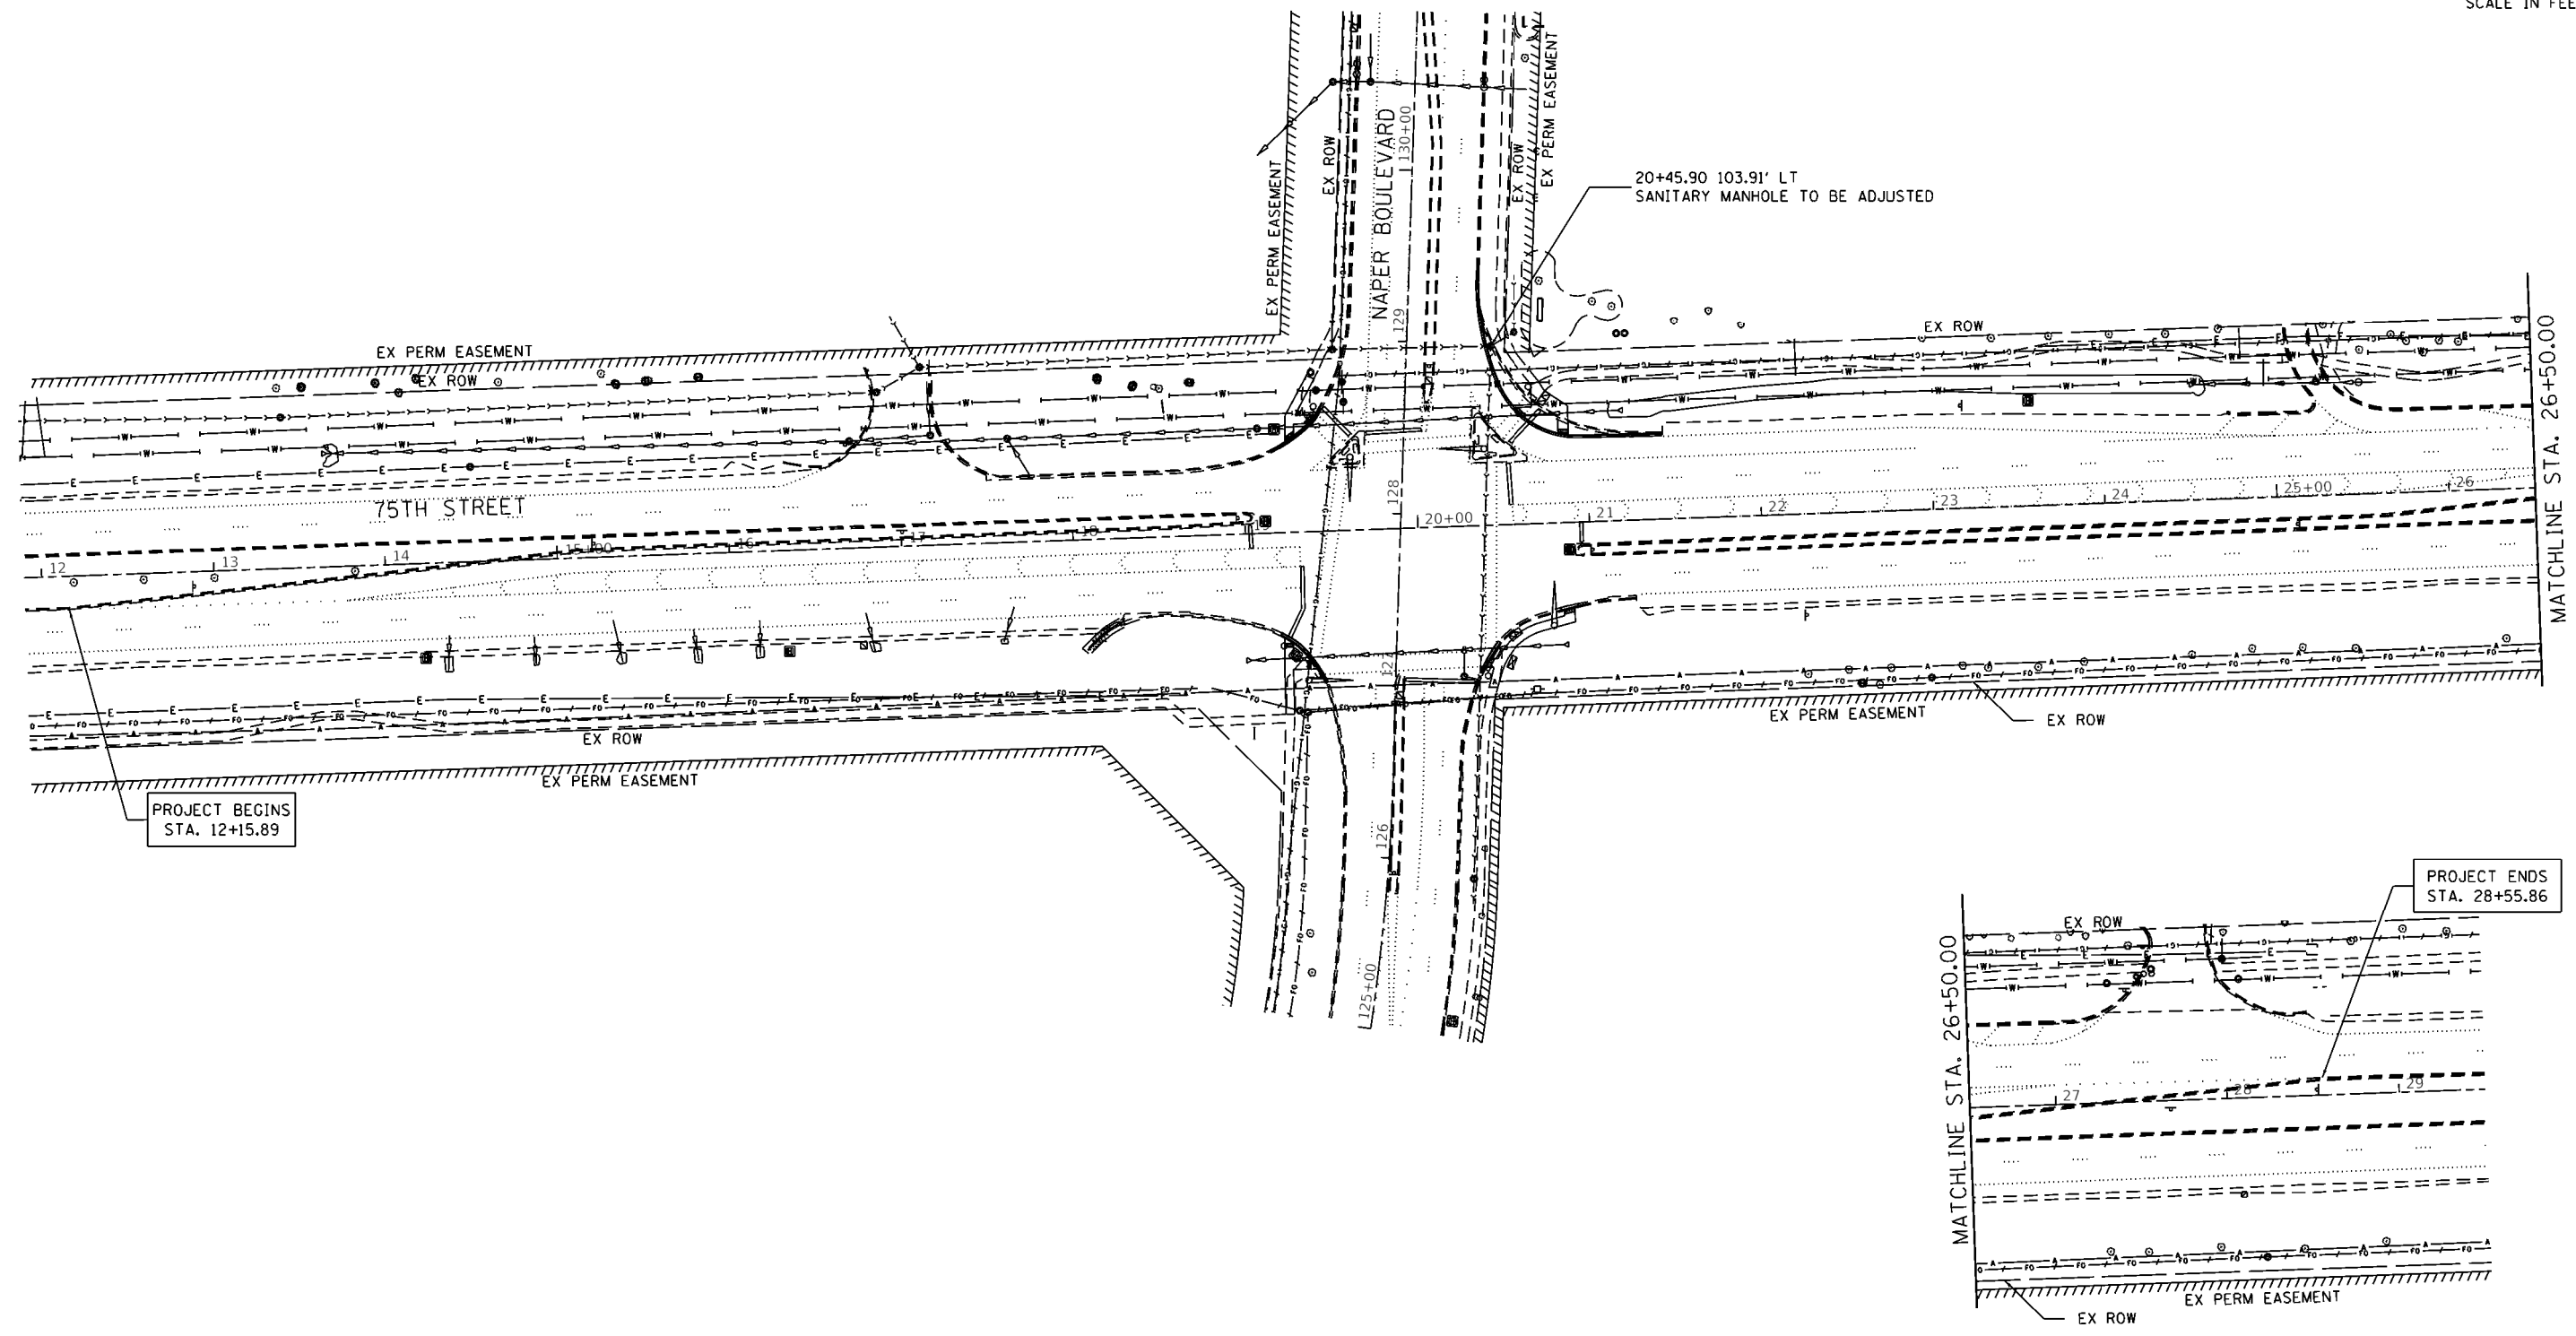 SCALE IN FEE
EX PERM EASEMENT
EX ROW
NAPER BOULEVARD
130+00
EX ROW
EX PERM EASEMENT
20+45.90 103.91' LT
SANITARY MANHOLE TO BE ADJUSTED
129
EX PERM EASEMENT
EX ROW
EX ROW
MATCHLINE STA. 26+50.00
75TH STREET
128
12
13
14
15+00
16
17
18
19
20+00
21
22
23
24
25+00
26
127
EX ROW
EX PERM EASEMENT
EX PERM EASEMENT
EX ROW
PROJECT BEGINS
STA. 12+15.89
126
125+00
PROJECT ENDS
STA. 28+55.86
MATCHLINE STA. 26+50.00
EX ROW
27
28
29
EX PERM EASEMENT
EX ROW